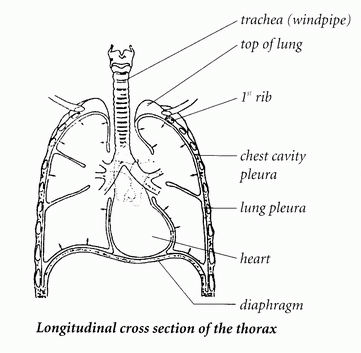 trachea (windpipe)
top of lung
1st rib
chest cavity
pleura
lung pleura
heart
diaphragm
Longitudinal cross section of the thorax